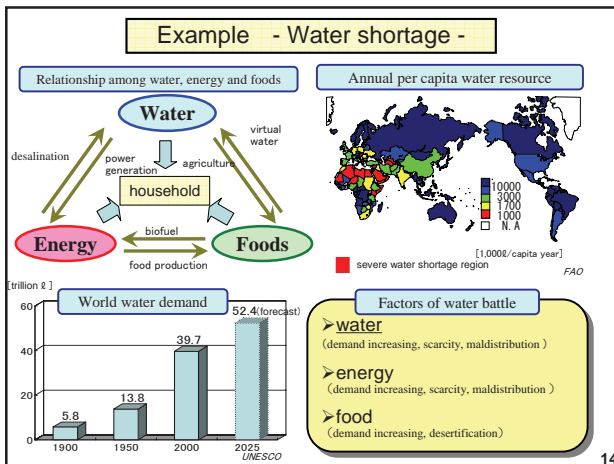 Example - Water shortage -
Relationship among water, energy and foods
Water
desalination
power
generation
agriculture
virtual
water
household
Energy
biofuel
food production
Foods
Annual per capita water resource
10000
3000
1700
1000
N.A
[1,000ℓ/capita year]
severe water shortage region
FAO
World water demand
[trillion ℓ]
60
40
20
0
5.8
13.8
39.7
52.4(forecast)
1900
1950
2000
2025
UNESCO
Factors of water battle
➢water
(demand increasing, scarcity, maldistribution )
➢energy
(demand increasing, scarcity, maldistribution )
➢food
(demand increasing, desertification)
14